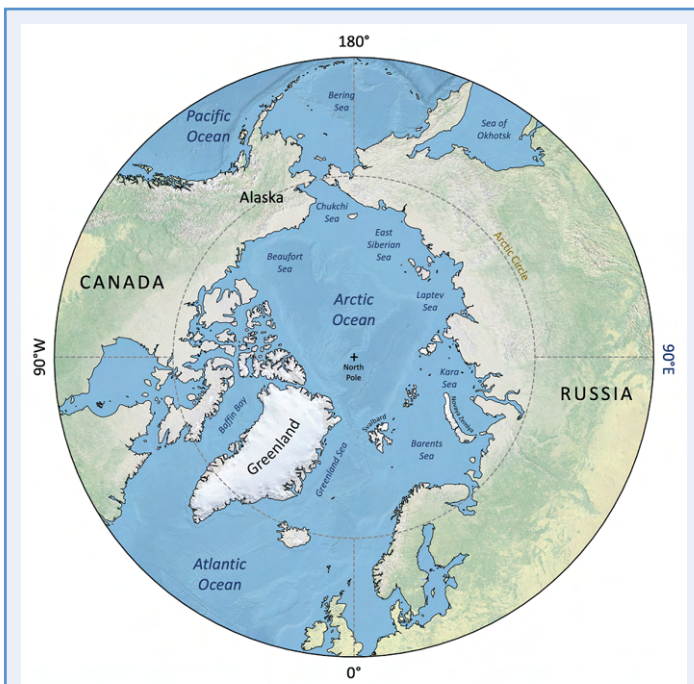 180°
Bering
Sea
Pacific
Ocean
Sea of
Okhotsk
Alaska
Chukchi
Sea
East
Siberian
Sea
Arctic Circle
Beaufort
Sea
CANADA
Laptev
Sea
Arctic
Ocean
90°W
North
Pole
Kara
Sea
90°E
RUSSIA
Novaya Zemlya
Baffin Bay
Svalbard
Greenland
Greenland Sea
Barents
Sea
Atlantic
Ocean
0°